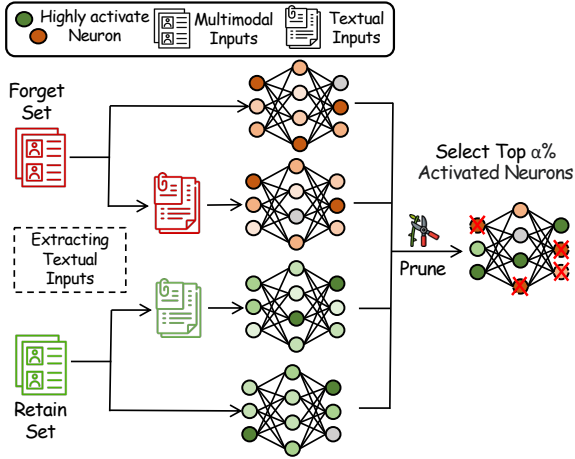 Highly activate
Neuron
Multimodal
Inputs
Textual
Inputs
Forget
Set
Select Top α%
Activated Neurons
Extracting
Textual
Inputs
Prune
Retain
Set